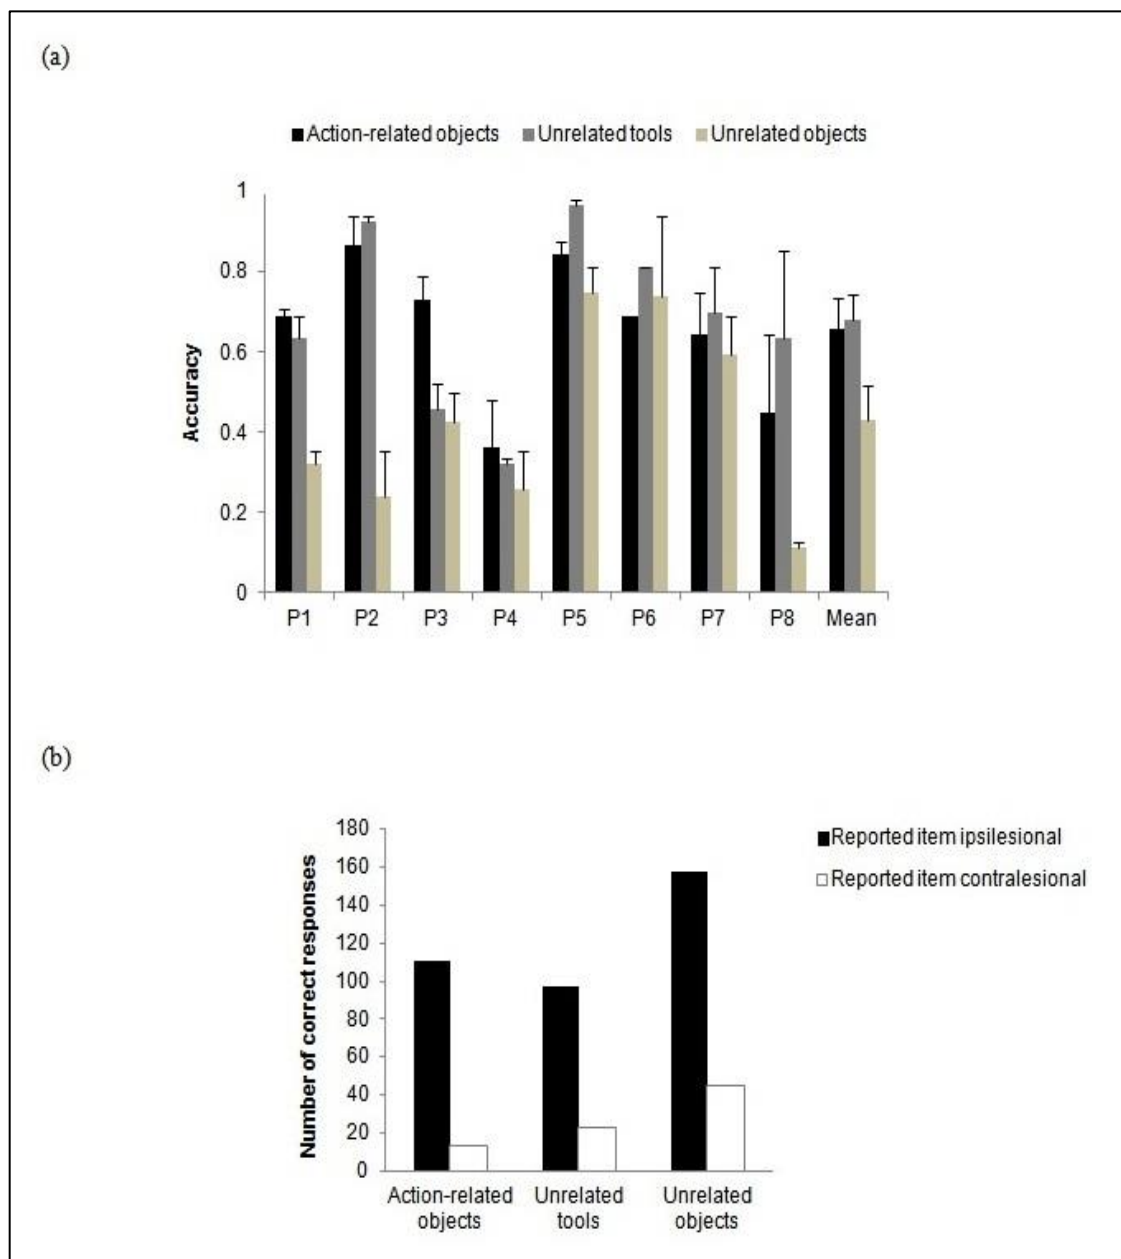 (a)
Action-related objects Unrelated tools Unrelated objects
1
0.8
0.6
0.4
0.2
0
Accuracy
P1 P2 P3 P4 P5 P6 P7 P8 Mean
(b)
Reported item ipsilesional
Reported item contralesional
180
160
140
120
100
80
60
40
20
0
Number of correct responses
Action-related objects
Unrelated tools
Unrelated objects